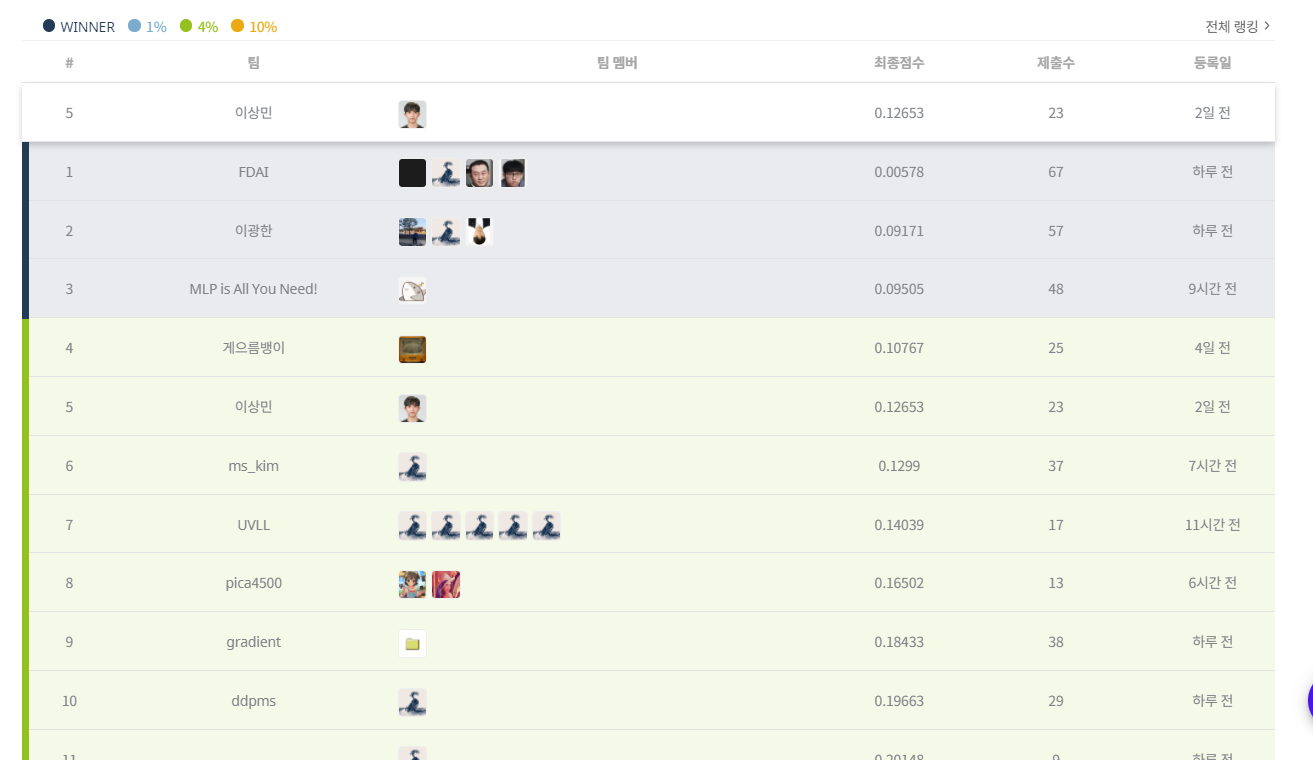 WINNER 1% 4% 10% 전체 랭킹 >
# 팀 팀 멤버 최종점수 제출수 등록일
5 이상민 0.12653 23 2일 전
1 FDAI 0.00578 67 하루 전
2 이광한 0.09171 57 하루 전
3 MLP is All You Need! 0.09505 48 9시간 전
4 게으름뱅이 0.10767 25 4일 전
5 이상민 0.12653 23 2일 전
6 ms_kim 0.1299 37 7시간 전
7 UVLL 0.14039 17 11시간 전
8 pica4500 0.16502 13 6시간 전
9 gradient 0.18433 38 하루 전
10 ddpms 0.19663 29 하루 전
11 0.20148 9 하루 전